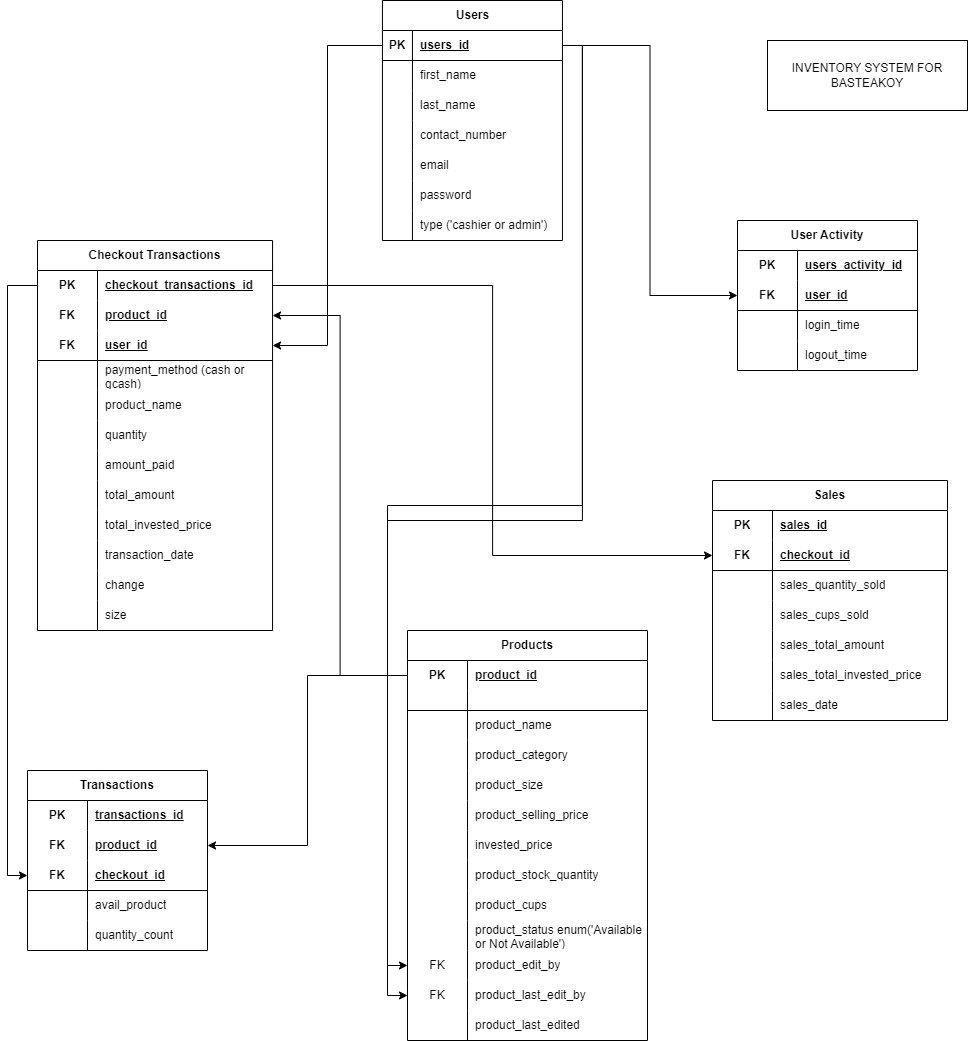 Users
PK users_id
first_name
last_name
contact_number
email
password
type ('cashier or admin')
INVENTORY SYSTEM FOR
BASTEAKOY
User Activity
PK users_activity_id
FK user_id
login_time
logout_time
Checkout Transactions
PK checkout_transactions_id
FK product_id
FK user_id
payment_method (cash or
gcash)
product_name
quantity
amount_paid
total_amount
total_invested_price
transaction_date
change
size
Sales
PK sales_id
FK checkout_id
sales_quantity_sold
sales_cups_sold
sales_total_amount
sales_total_invested_price
sales_date
Products
PK product_id
product_name
product_category
product_size
product_selling_price
invested_price
product_stock_quantity
product_cups
product_status enum('Available
or Not Available')
FK product_edit_by
FK product_last_edit_by
product_last_edited
Transactions
PK transactions_id
FK product_id
FK checkout_id
avail_product
quantity_count